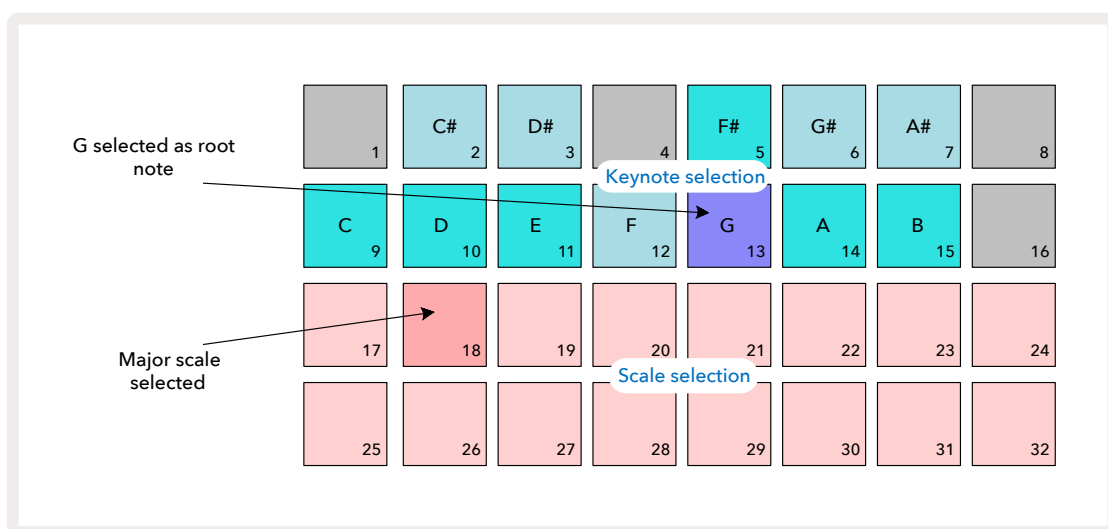 C# D# F# G# A#
1 2 3 4 5 6 7 8
G selected as root
note
Keynote selection
C D E F G A B
9 10 11 12 13 14 15 16
17 18 19 20 21 22 23 24
Major scale
selected
Scale selection
25 26 27 28 29 30 31 32